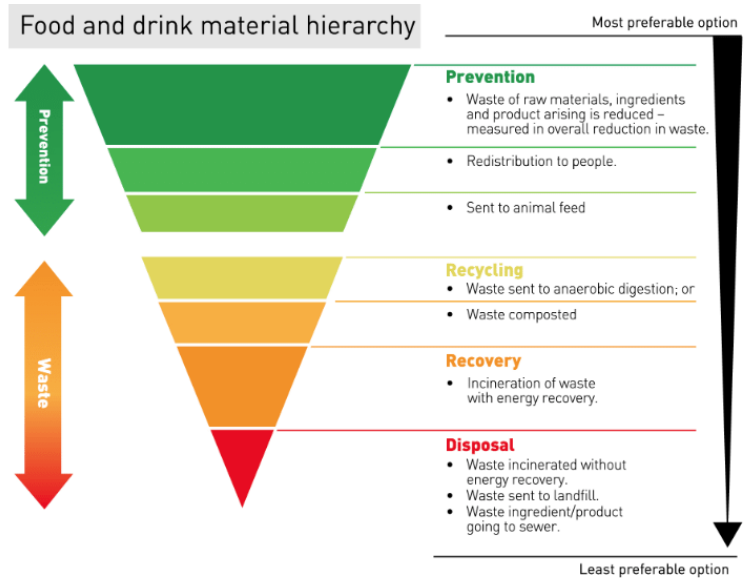 Food and drink material hierarchy
Most preferable option
Prevention
Prevention
• Waste of raw materials, ingredients
and product arising is reduced –
measured in overall reduction in waste.
• Redistribution to people.
• Sent to animal feed
Waste
Recycling
• Waste sent to anaerobic digestion; or
• Waste composted
Recovery
• Incineration of waste
with energy recovery.
Disposal
• Waste incinerated without
energy recovery.
• Waste sent to landfill.
• Waste ingredient/product
going to sewer.
Least preferable option